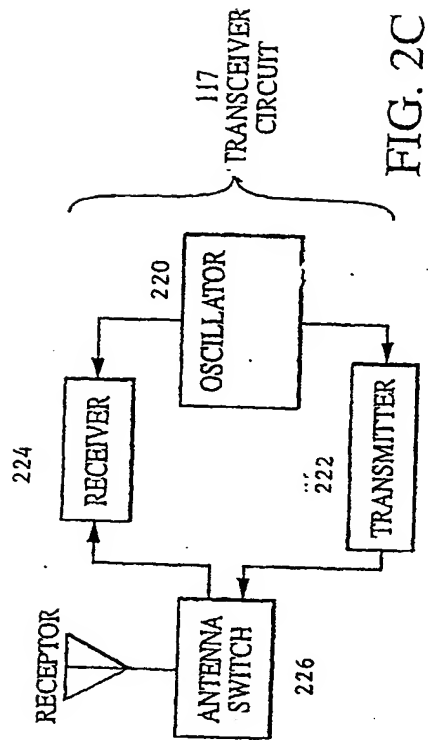 RECEPTOR
ANTENNA
SWITCH
226
224
RECEIVER
222
TRANSMITTER
220
OSCILLATOR
117
TRANSCEIVER
CIRCUIT
FIG. 2C